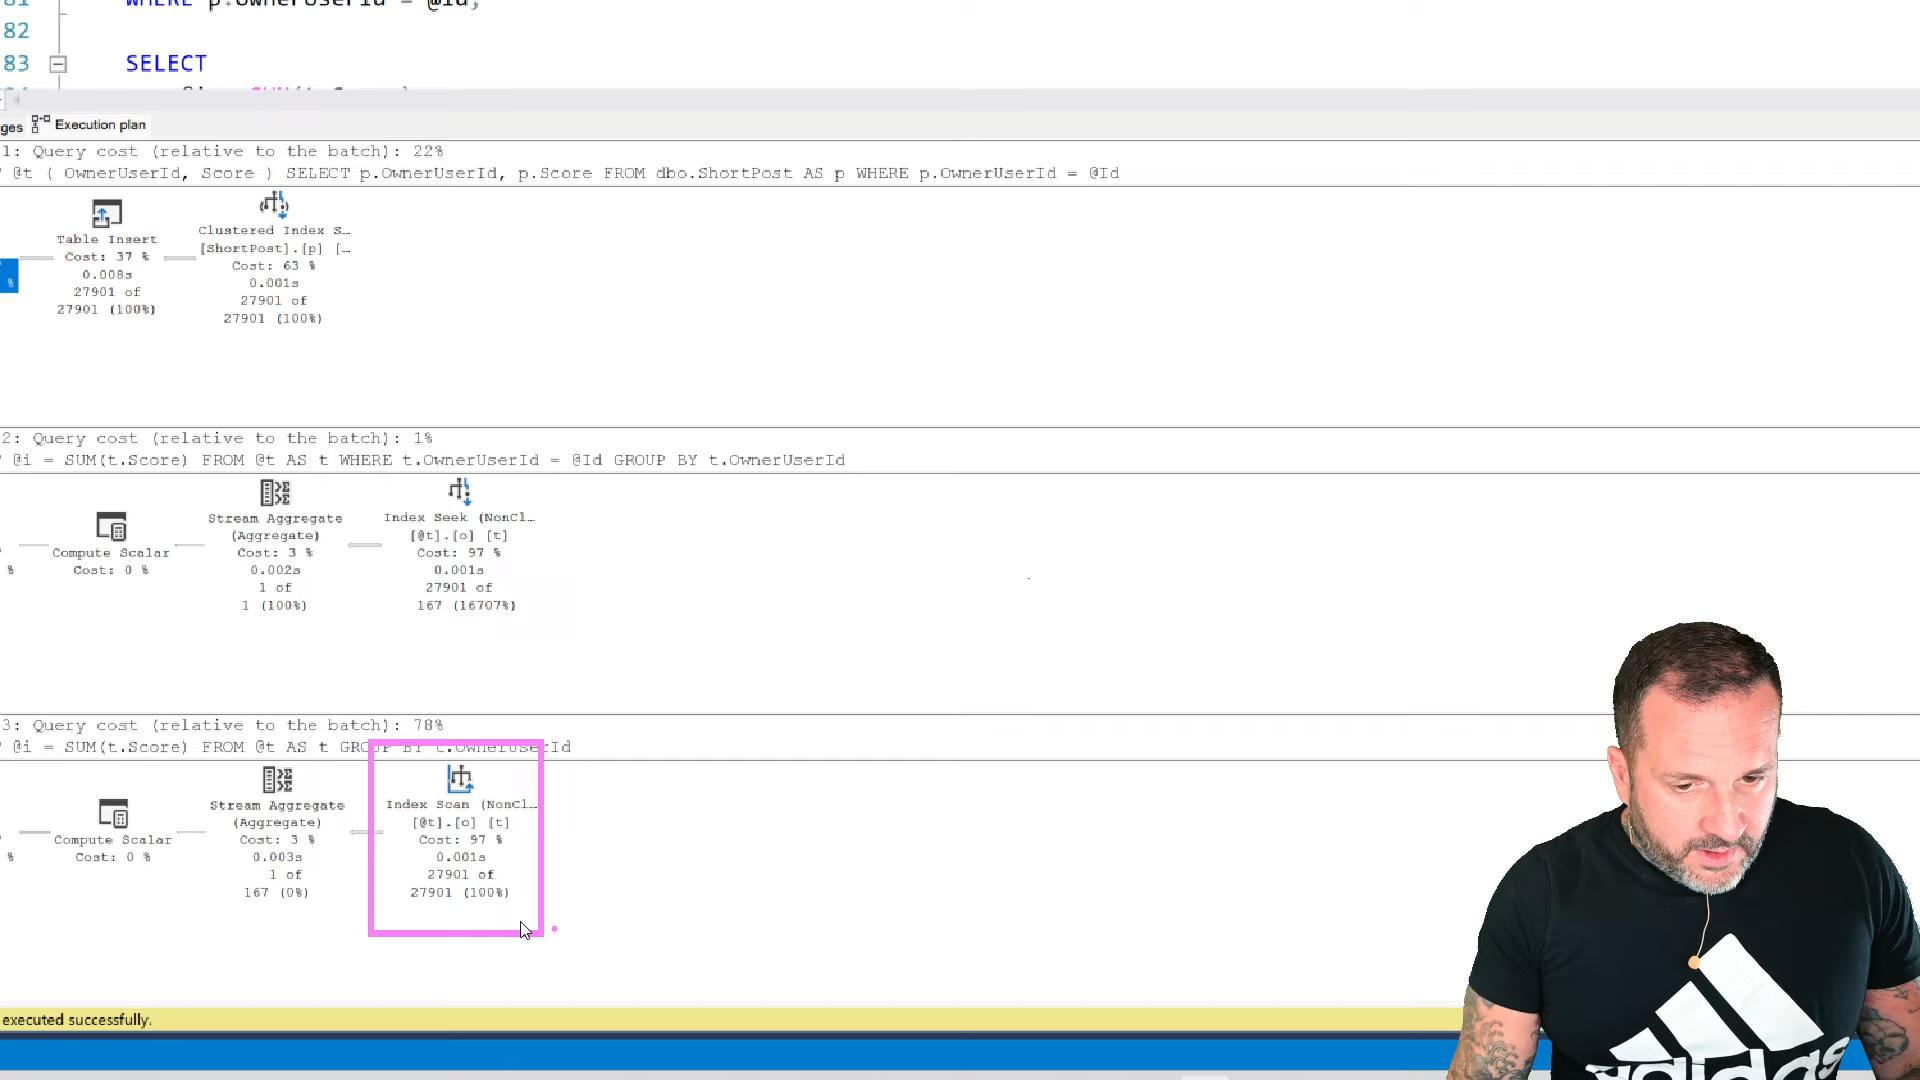 81 WHERE p.OwnerUserId = @Id;
82
83 SELECT
ges Execution plan
1: Query cost (relative to the batch): 22%
@t ( OwnerUserId, Score ) SELECT p.OwnerUserId, p.Score FROM dbo.ShortPost AS p WHERE p.OwnerUserId = @Id
Table Insert
Cost: 37 %
0.008s
27901 of
27901 (100%)
Clustered Index S...
[ShortPost].[p] [...
Cost: 63 %
0.001s
27901 of
27901 (100%)
%
2: Query cost (relative to the batch): 1%
@i = SUM(t.Score) FROM @t AS t WHERE t.OwnerUserId = @Id GROUP BY t.OwnerUserId
%
Compute Scalar
Cost: 0 %
Stream Aggregate
(Aggregate)
Cost: 3 %
0.002s
1 of
1 (100%)
Index Seek (NonCl...
[@t].[o] [t]
Cost: 97 %
0.001s
27901 of
167 (16707%)
3: Query cost (relative to the batch): 78%
@i = SUM(t.Score) FROM @t AS t GROUP BY t.OwnerUserId
%
Compute Scalar
Cost: 0 %
Stream Aggregate
(Aggregate)
Cost: 3 %
0.003s
1 of
167 (0%)
Index Scan (NonCl...
[@t].[o] [t]
Cost: 97 %
0.001s
27901 of
27901 (100%)
executed successfully.
adidas